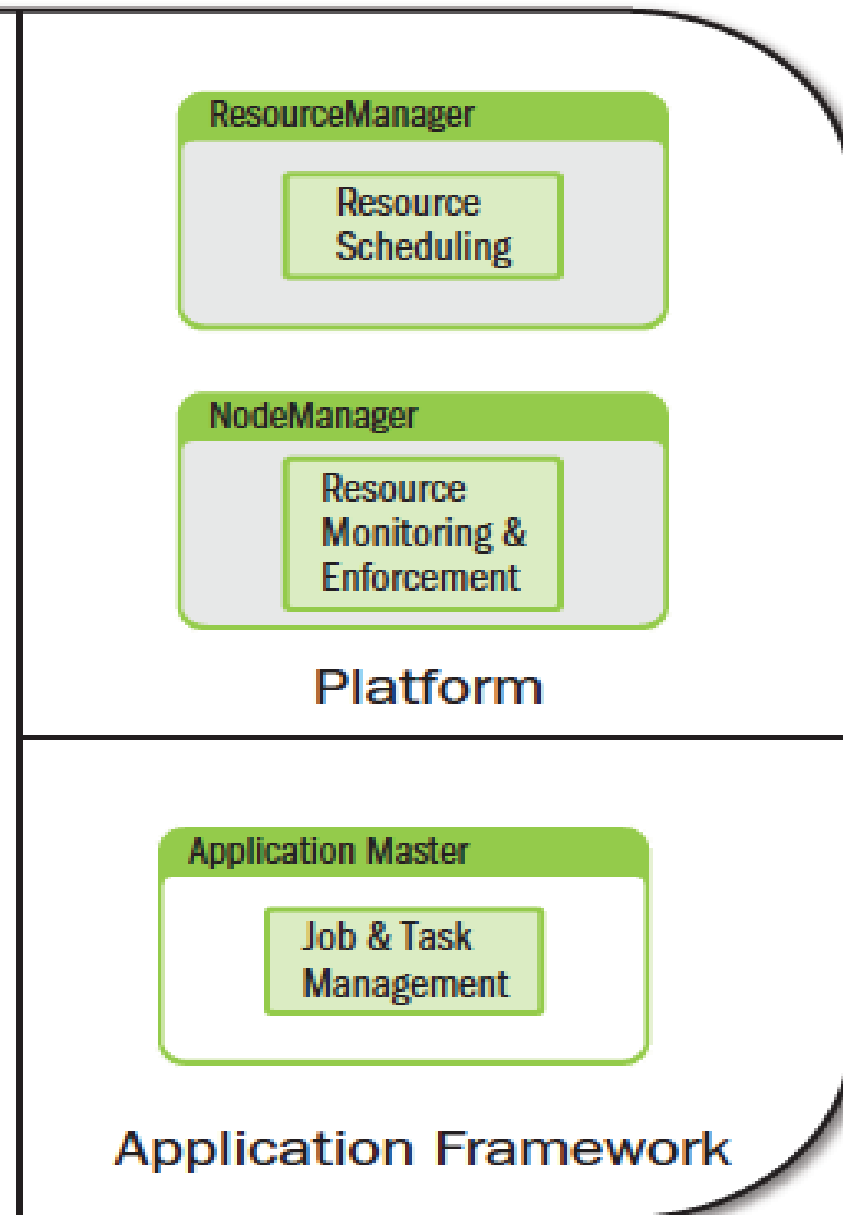 ResourceManager
Resource
Scheduling
NodeManager
Resource
Monitoring &
Enforcement
Platform
Application Master
Job & Task
Management
Application Framework